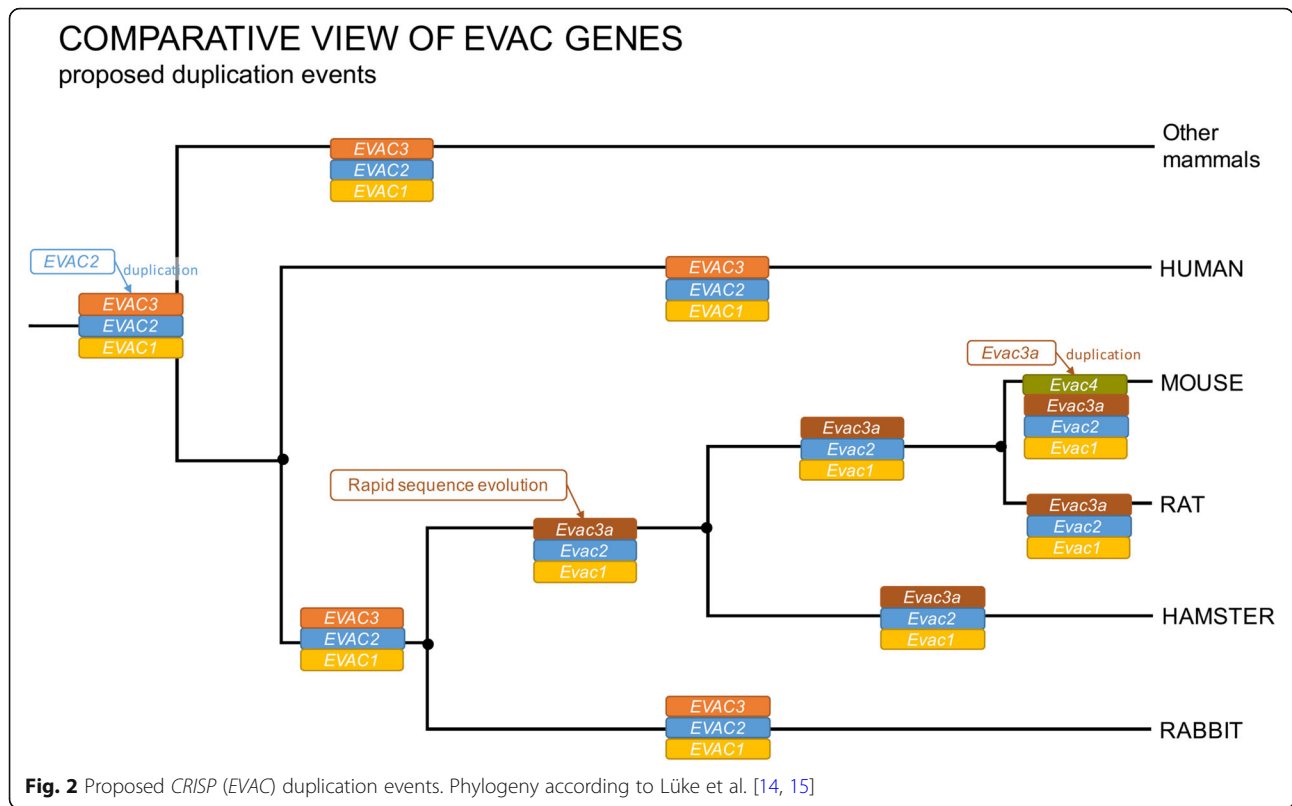 COMPARATIVE VIEW OF EVAC GENES
proposed duplication events
EVAC3
EVAC2
EVAC1
Other
mammals
EVAC2
duplication
EVAC3
EVAC2
EVAC1
EVAC3
EVAC2
EVAC1
HUMAN
Evac3a
duplication
Evac4
Evac3a
Evac2
Evac1
MOUSE
Evac3a
Evac2
Evac1
Rapid sequence evolution
Evac3a
Evac2
Evac1
Evac3a
Evac2
Evac1
RAT
Evac3a
Evac2
Evac1
HAMSTER
EVAC3
EVAC2
EVAC1
EVAC3
EVAC2
EVAC1
RABBIT
Fig. 2 Proposed CRISP (EVAC) duplication events. Phylogeny according to Lüke et al. [14, 15]